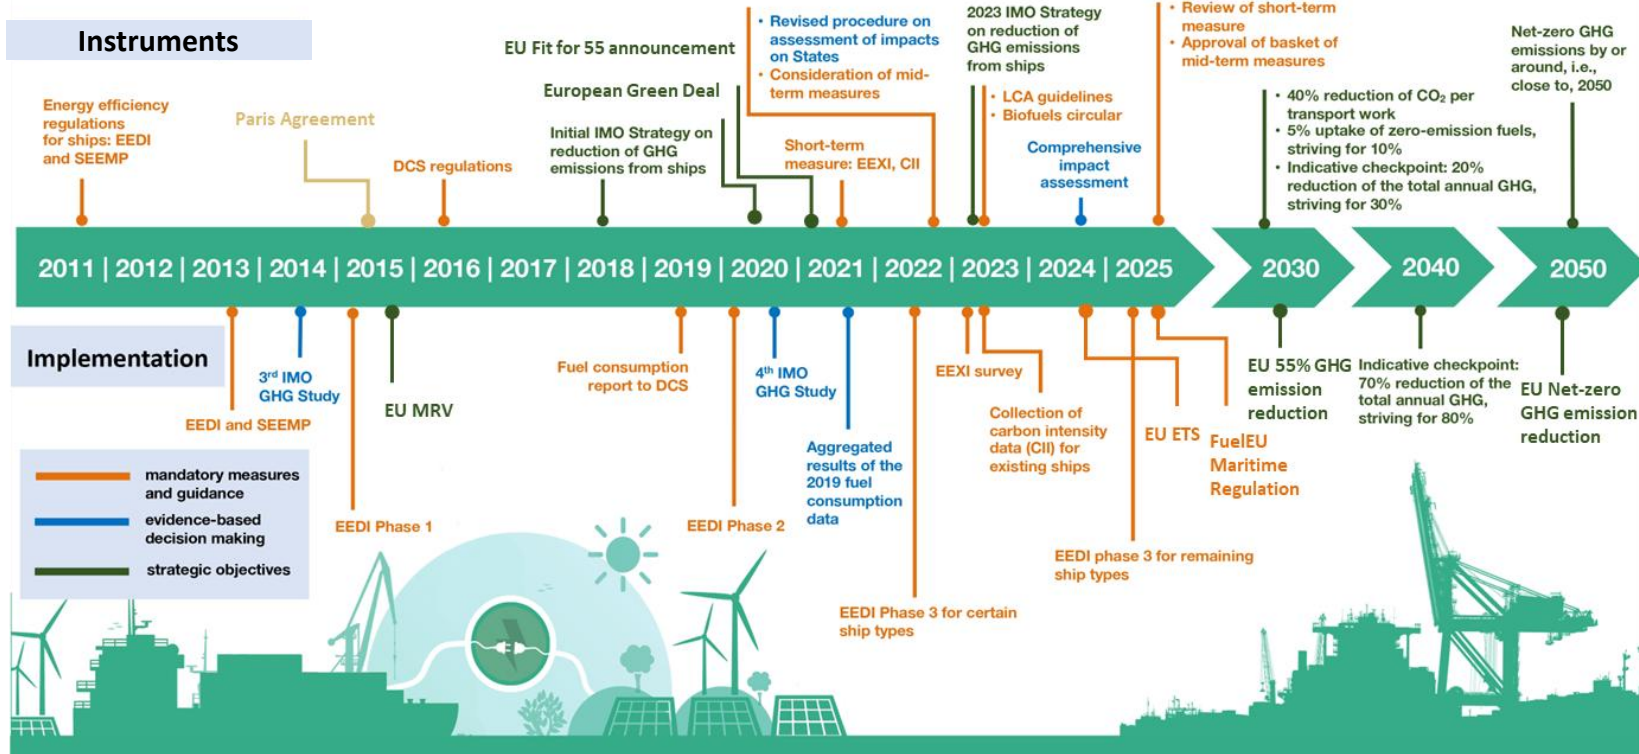 Instruments
Energy efficiency
regulations
for ships: EEDI
and SEEMP
Paris Agreement
DCS regulations
EU Fit for 55 announcement
European Green Deal
Initial IMO Strategy on
reduction of GHG
emissions from ships
• Revised procedure on
assessment of impacts
on States
• Consideration of mid-
term measures
Short-term
measure: EEXI, CII
2023 IMO Strategy
on reduction of
GHG emissions
from ships
• LCA guidelines
• Biofuels circular
Comprehensive
impact
assessment
• Review of short-term
measure
• Approval of basket of
mid-term measures
• 40% reduction of CO₂ per
transport work
• 5% uptake of zero-emission fuels,
striving for 10%
• Indicative checkpoint: 20%
reduction of the total annual GHG,
striving for 30%
Net-zero GHG
emissions by or
around, i.e.,
close to, 2050
2011 | 2012 | 2013 | 2014 | 2015 | 2016 | 2017 | 2018 | 2019 | 2020 | 2021 | 2022 | 2023 | 2024 | 2025
2030
2040
2050
Implementation
EEDI and SEEMP
3rd IMO
GHG Study
EEDI Phase 1
EU MRV
Fuel consumption
report to DCS
EEDI Phase 2
4th IMO
GHG Study
Aggregated
results of the
2019 fuel
consumption
data
EEDI Phase 3 for certain
ship types
EEXI survey
Collection of
carbon intensity
data (CII) for
existing ships
EEDI phase 3 for remaining
ship types
EU ETS
FuelEU
Maritime
Regulation
EU 55% GHG
emission
reduction
Indicative checkpoint:
70% reduction of the
total annual GHG,
striving for 80%
EU Net-zero
GHG emission
reduction
mandatory measures
and guidance
evidence-based
decision making
strategic objectives